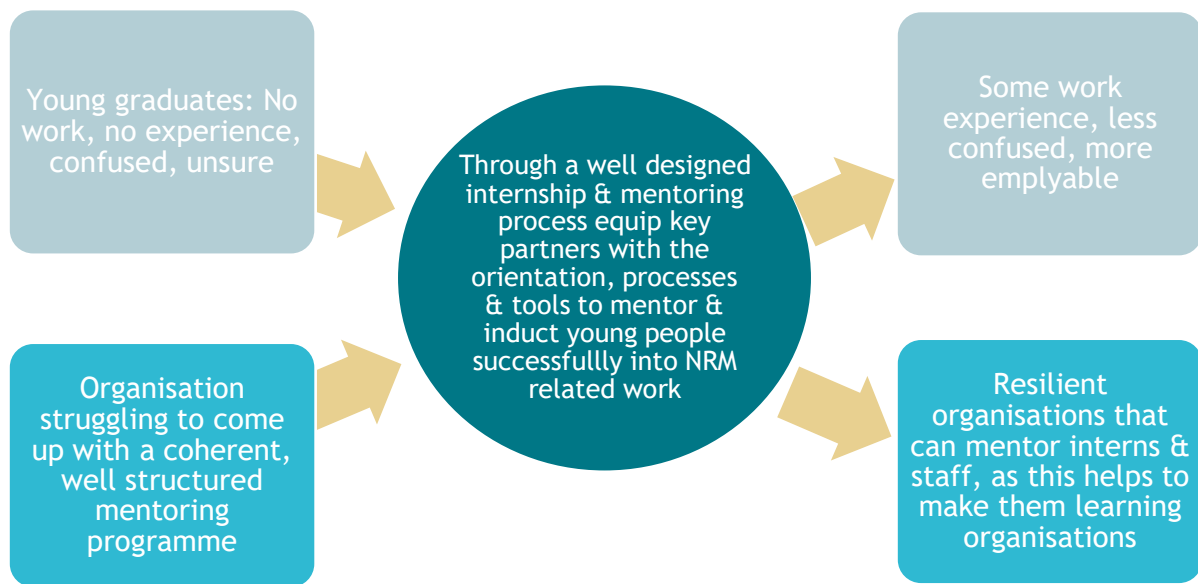 Young graduates: No
work, no experience,
confused, unsure
Organisation
struggling to come
up with a coherent,
well structured
mentoring
programme
Through a well designed
internship & mentoring
process equip key
partners with the
orientation, processes
& tools to mentor &
induct young people
successfullly into NRM
related work
Some work
experience, less
confused, more
emplyable
Resilient
organisations that
can mentor interns &
staff, as this helps to
make them learning
organisations